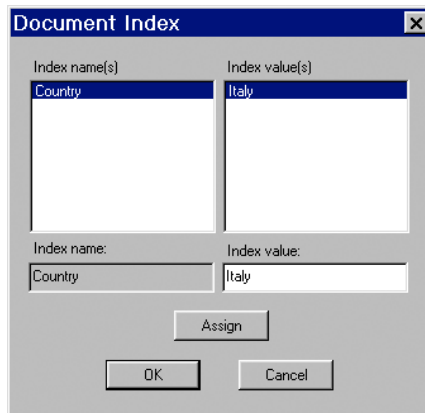 Document Index
Index name(s) Index value(s)
Country Italy
Index name: Index value:
Country Italy
Assign
OK Cancel